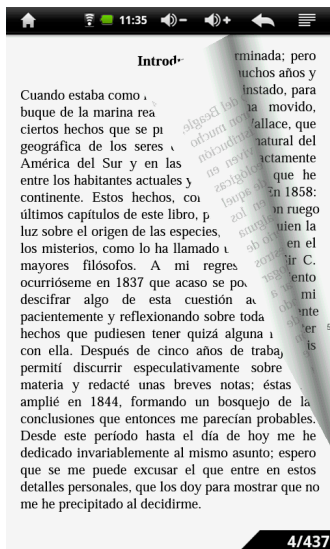 11:35
Introd
rminada; pero
uchos años y
Cuando estaba como
instado, para
buque de la marina rea
movido,
ciertos hechos que se
Wallace, que
geográfica de los seres
natural del
América del Sur y en las
actamente
entre los habitantes actuales y
que he
continente. Estos hechos,
En 1858:
últimos capítulos de este libro,
ruego
luz sobre el origen de las especies,
quien la
los misterios, como lo ha llamado
en el
mayores filósofos. A mi regres
Sir C.
ocurrióseme en 1837 que acaso se
descifrar algo de esta cuestión
mi
pacientemente y reflexionando sobre toda
hechos que pudiesen tener quizá alguna
con ella. Después de cinco años de trabaj
permití discurrir especulativamente sobre
materia y redacté unas breves notas; éstas
amplié en 1844, formando un bosquejo de
conclusiones que entonces me parecían probables.
Desde este período hasta el día de hoy me he
dedicado invariablemente al mismo asunto; espero
que se me puede excusar el que entre en estos
detalles personales, que los doy para mostrar que no
me he precipitado al decidirme.
4/437